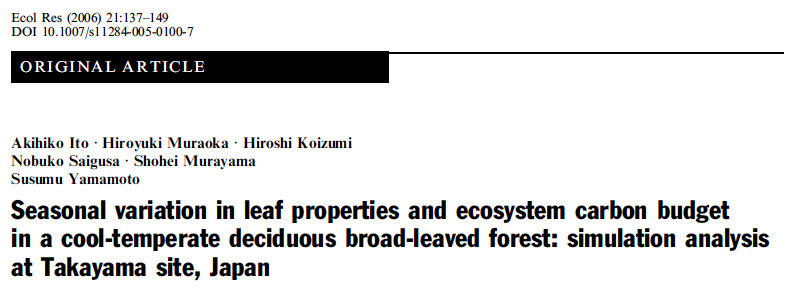 Ecol Res (2006) 21:137–149
DOI 10.1007/s11284-005-0100-7
ORIGINAL ARTICLE
Akihiko Ito · Hiroyuki Muraoka · Hiroshi Koizumi
Nobuko Saigusa · Shohei Murayama
Susumu Yamamoto
Seasonal variation in leaf properties and ecosystem carbon budget
in a cool-temperate deciduous broad-leaved forest: simulation analysis
at Takayama site, Japan